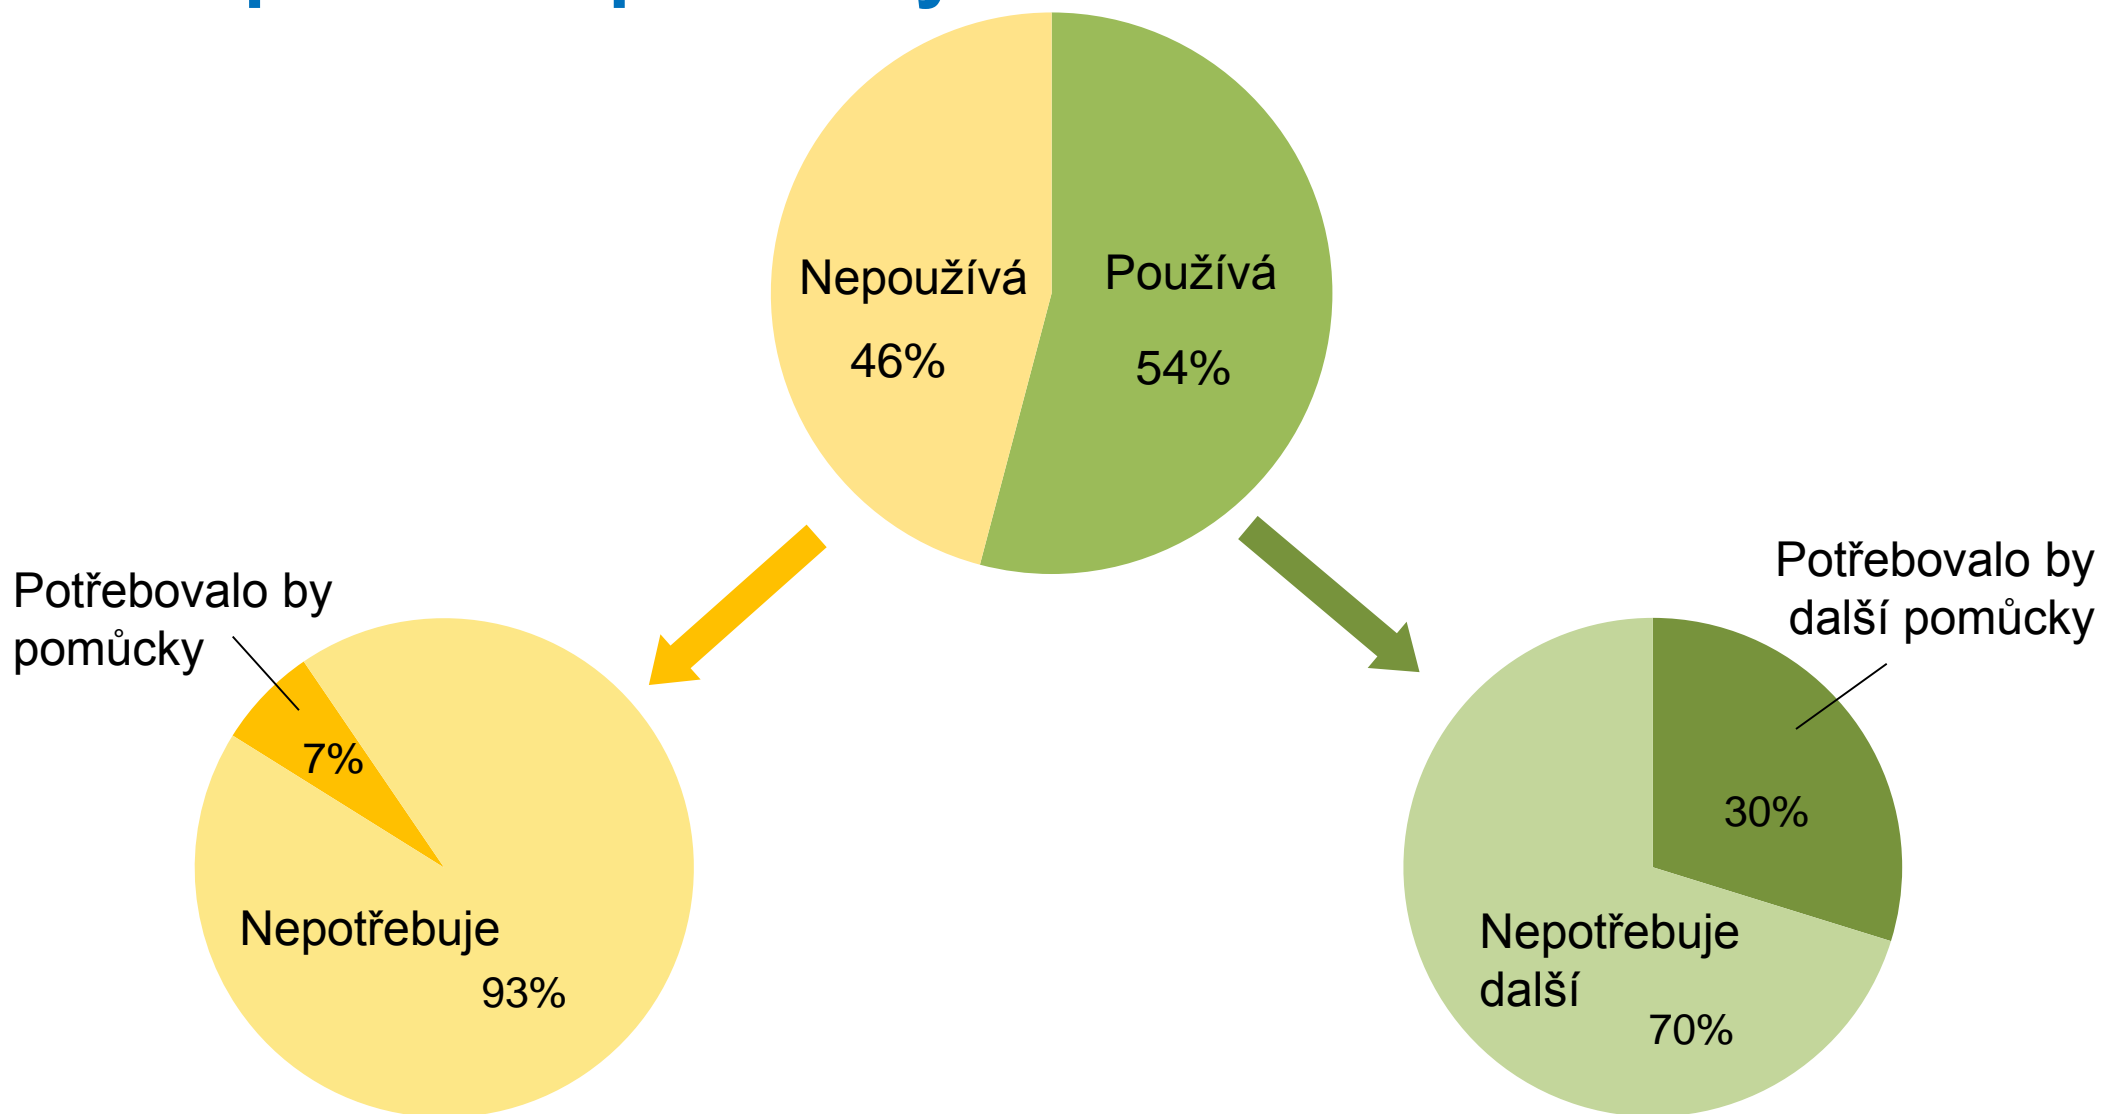 Nepoužívá
46%
Používá
54%
Potřebovalo by
pomůcky
7%
Nepotřebuje
93%
Potřebovalo by
další pomůcky
30%
Nepotřebuje
další
70%